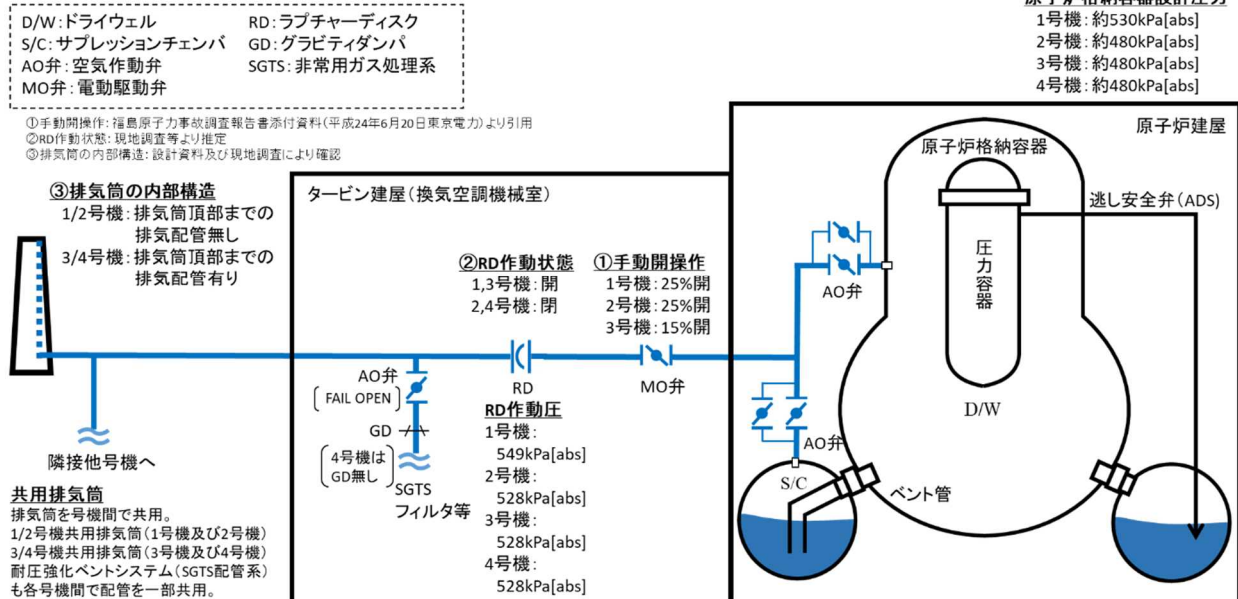 D/W:ドライウェル
S/C:サプレッションチェンバ
AO弁:空気作動弁
MO弁:電動駆動弁
RD:ラプチャーディスク
GD:グラビティダンパ
SGTS:非常用ガス処理系
原子炉格納容器設計圧力
1号機:約530kPa[abs]
2号機:約480kPa[abs]
3号機:約480kPa[abs]
4号機:約480kPa[abs]
①手動開操作:福島原子力事故調査報告書添付資料(平成24年6月20日東京電力)より引用
②RD作動状態:現地調査等より推定
③排気筒の内部構造:設計資料及び現地調査により確認
③排気筒の内部構造
1/2号機:排気筒頂部までの
排気配管無し
3/4号機:排気筒頂部までの
排気配管有り
タービン建屋(換気空調機械室)
②RD作動状態
1,3号機:開
2,4号機:閉
①手動開操作
1号機:25%開
2号機:25%開
3号機:15%開
原子炉建屋
原子炉格納容器
逃し安全弁(ADS)
圧力容器
AO弁
D/W
AO弁
S/C
ベント管
MO弁
RD
RD作動圧
1号機:
549kPa[abs]
2号機:
528kPa[abs]
3号機:
528kPa[abs]
4号機:
528kPa[abs]
AO弁
FAIL OPEN
GD
4号機は
GD無し
SGTS
フィルタ等
隣接他号機へ
共用排気筒
排気筒を号機間で共用。
1/2号機共用排気筒(1号機及び2号機)
3/4号機共用排気筒(3号機及び4号機)
耐圧強化ベントシステム(SGTS配管系)
も各号機間で配管を一部共用。